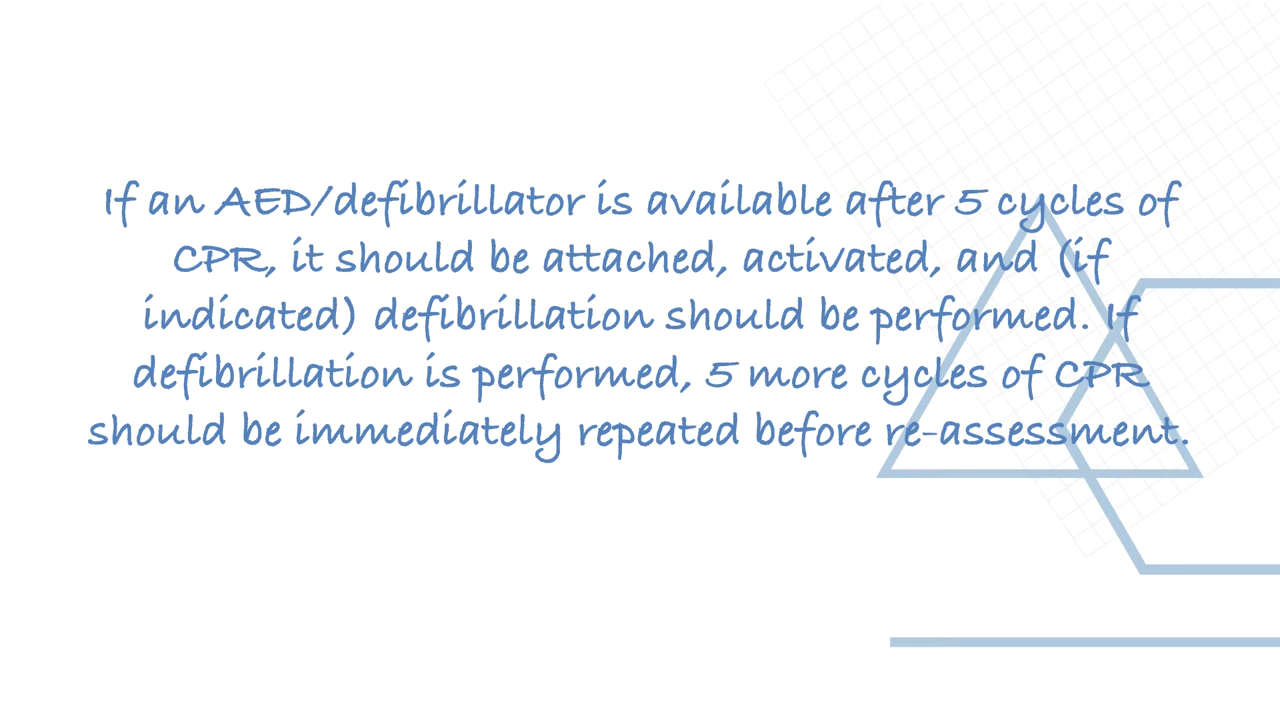 If an AED/defibrillator is available after 5 cycles of
CPR, it should be attached, activated, and (if
indicated) defibrillation should be performed. If
defibrillation is performed, 5 more cycles of CPR
should be immediately repeated before re-assessment.